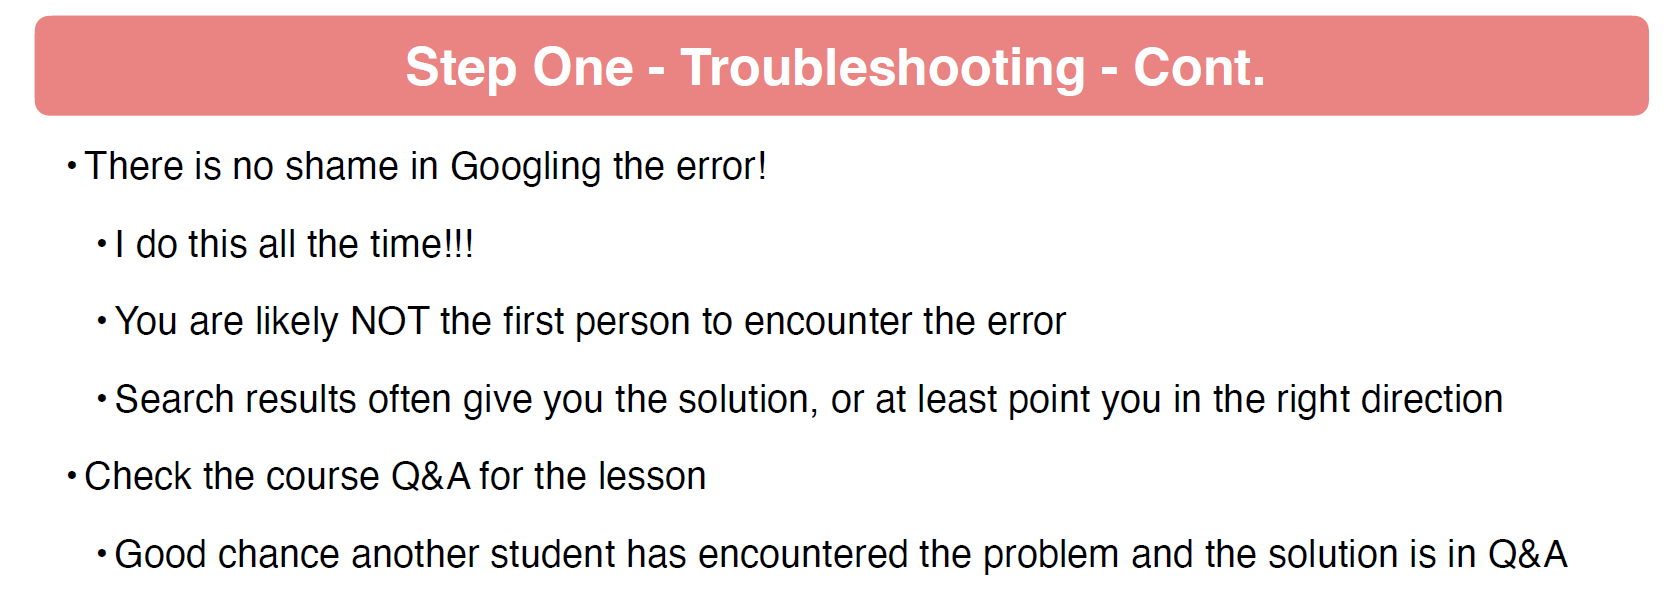 Step One - Troubleshooting - Cont.
• There is no shame in Googling the error!
• I do this all the time!!!
• You are likely NOT the first person to encounter the error
• Search results often give you the solution, or at least point you in the right direction
• Check the course Q&A for the lesson
• Good chance another student has encountered the problem and the solution is in Q&A